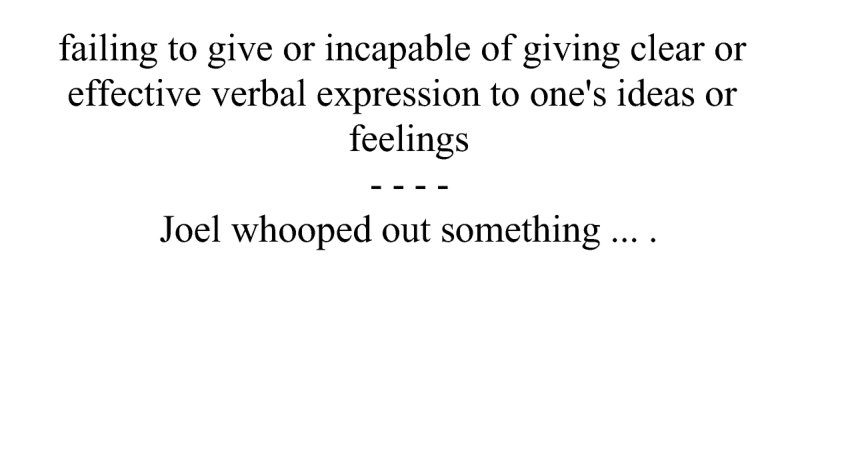 failing to give or incapable of giving clear or
effective verbal expression to one's ideas or
feelings
- - - -
Joel whooped out something ... .